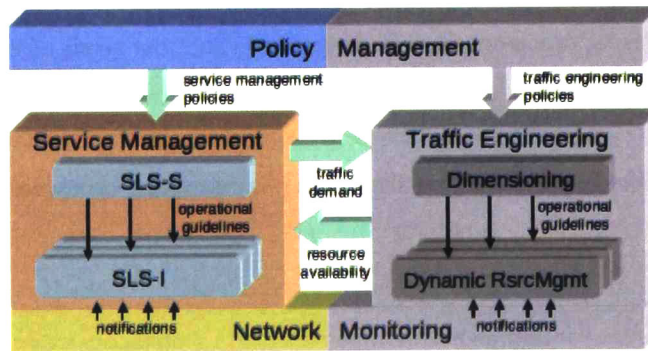 Policy Management
service management
policies
traffic engineering
policies
Service Management
Traffic Engineering
SLS-S
traffic
demand
Dimensioning
operational
guidelines
operational
guidelines
resource
availability
SLS-I
Dynamic RsrcMgmt
notifications
notifications
Network Monitoring